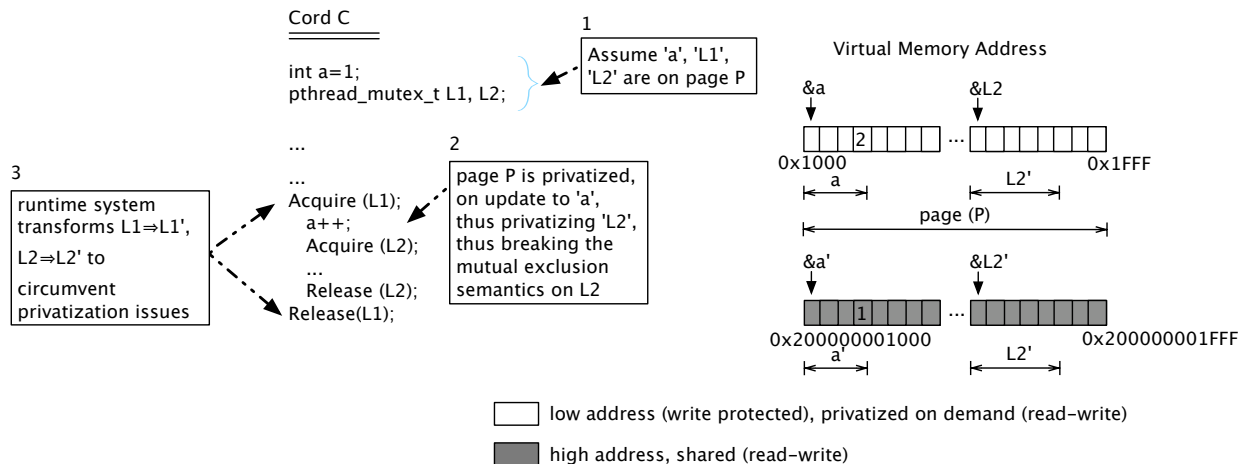 Cord C
int a=1;
pthread_mutex_t L1, L2;
...
...
Acquire (L1);
a++;
Acquire (L2);
...
Release (L2);
Release(L1);
1
Assume 'a', 'L1',
'L2' are on page P
2
page P is privatized,
on update to 'a',
thus privatizing 'L2',
thus breaking the
mutual exclusion
semantics on L2
3
runtime system
transforms L1⇒L1',
L2⇒L2' to
circumvent
privatization issues
Virtual Memory Address
&a
&L2
2
...
0x1000
0x1FFF
a
L2'
page (P)
&a'
&L2'
1
...
0x200000001000
0x200000001FFF
a'
L2'
low address (write protected), privatized on demand (read-write)
high address, shared (read-write)